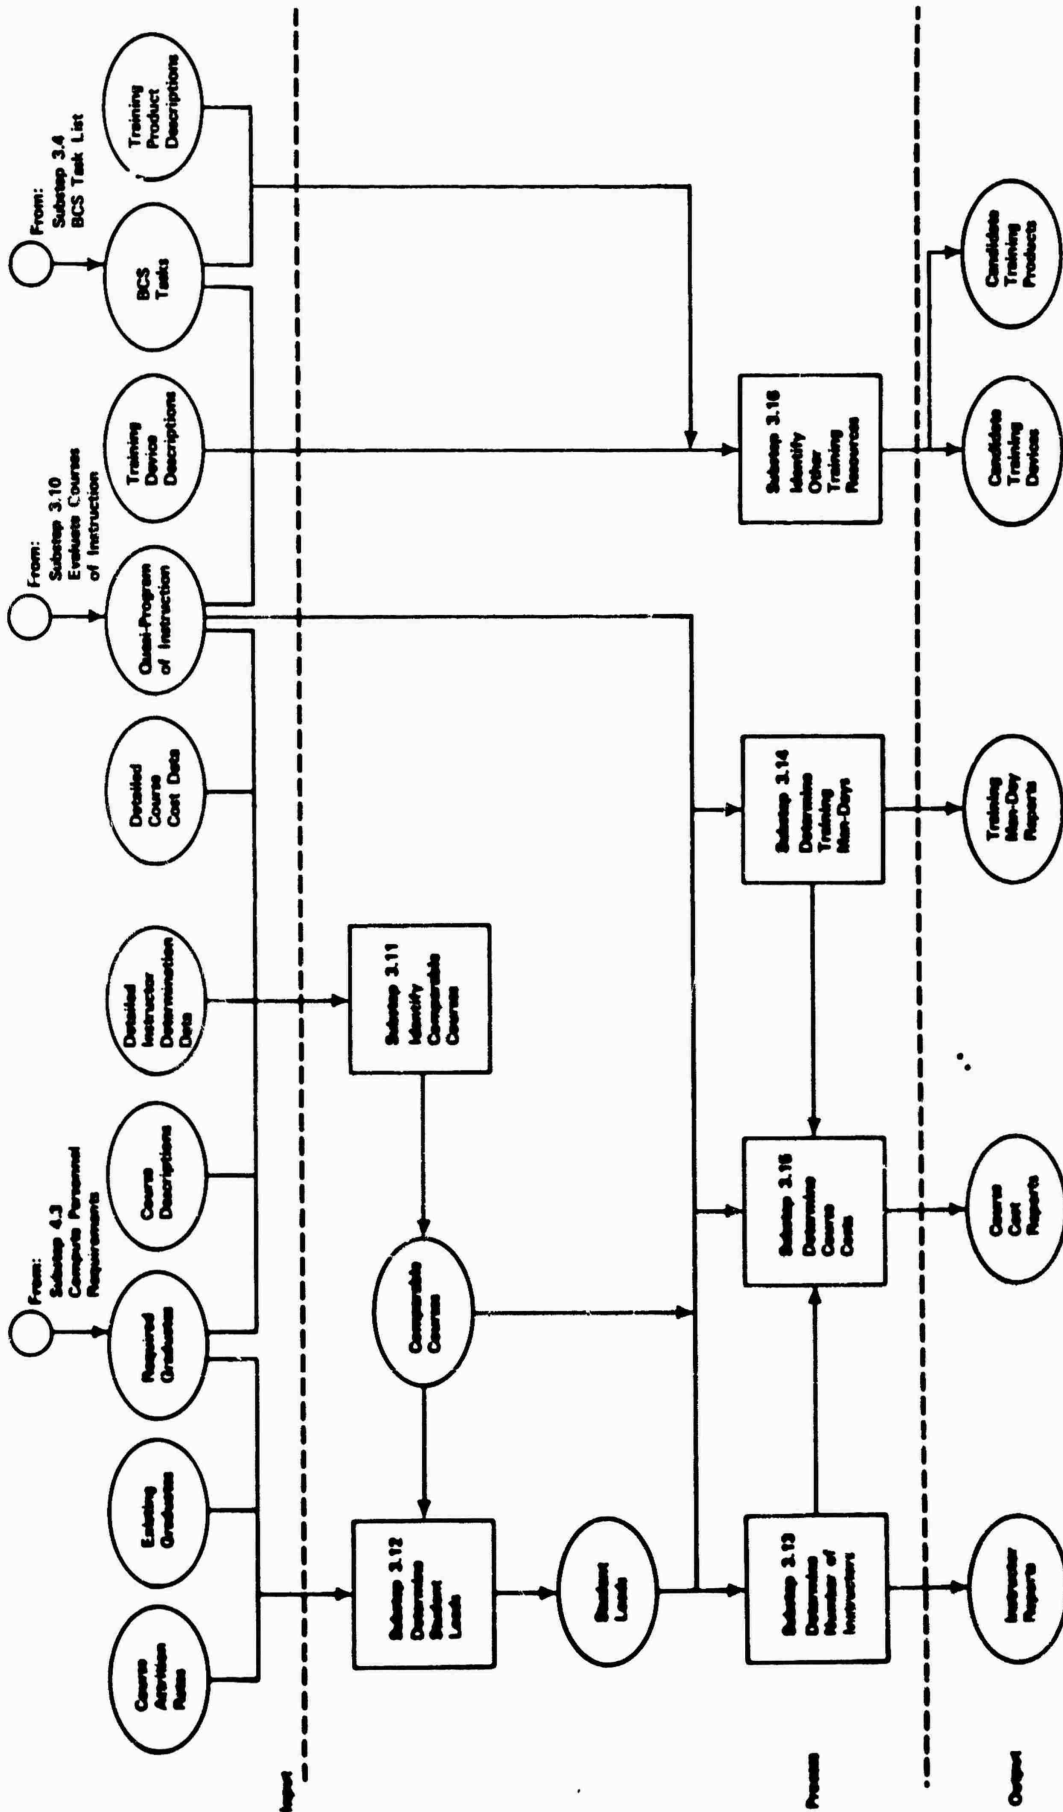 From:
Substep 4.3
Compute Personnel
Requirements
From:
Substep 3.10
Evaluate Courses
of Instruction
From:
Substep 3.4
BCS Task List
Course
Attrition
Rates
Existing
Graduates
Required
Graduates
Course
Descriptions
Detailed
Instructor
Determination
Data
Detailed
Course
Cost Data
Quasi-Program
of Instruction
Training
Device
Descriptions
BCS
Tasks
Training
Product
Descriptions
Input
Substep 3.12
Determine
Student
Loads
Comparable
Courses
Substep 3.11
Identify
Comparable
Courses
Student
Loads
Process
Substep 3.13
Determine
Number of
Instructors
Substep 3.15
Determine
Course
Costs
Substep 3.14
Determine
Training
Man-Days
Substep 3.16
Identify
Other
Training
Resources
Output
Instructor
Reports
Course
Cost
Reports
Training
Man-Day
Reports
Candidate
Training
Devices
Candidate
Training
Products